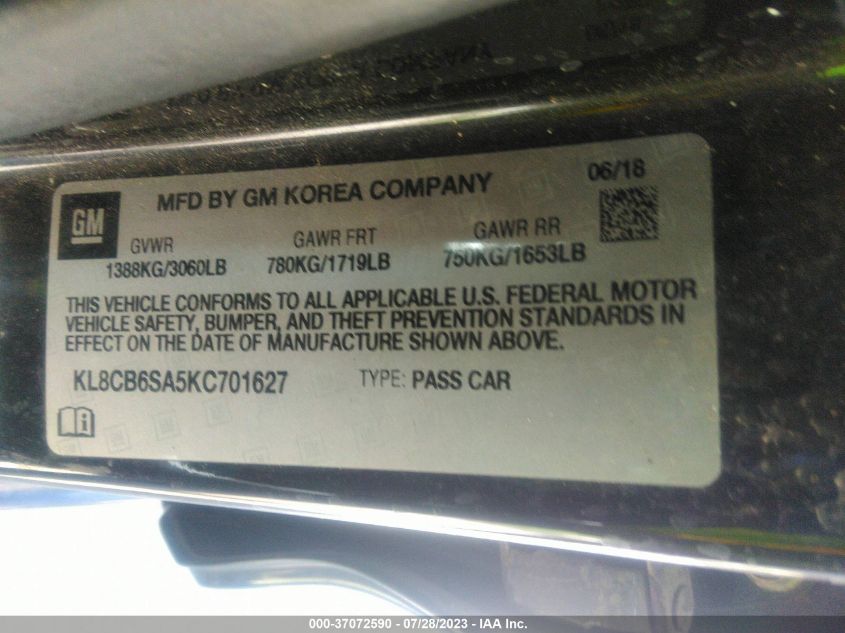 MFD BY GM KOREA COMPANY
06/18
GM
GVWR
GAWR FRT
GAWR RR
1388KG/3060LB
780KG/1719LB
750KG/1653LB
THIS VEHICLE CONFORMS TO ALL APPLICABLE U.S. FEDERAL MOTOR
VEHICLE SAFETY, BUMPER, AND THEFT PREVENTION STANDARDS IN
EFFECT ON THE DATE OF MANUFACTURE SHOWN ABOVE.
KL8CB6SA5KC701627
TYPE: PASS CAR
000-37072590 - 07/28/2023 - IAA Inc.